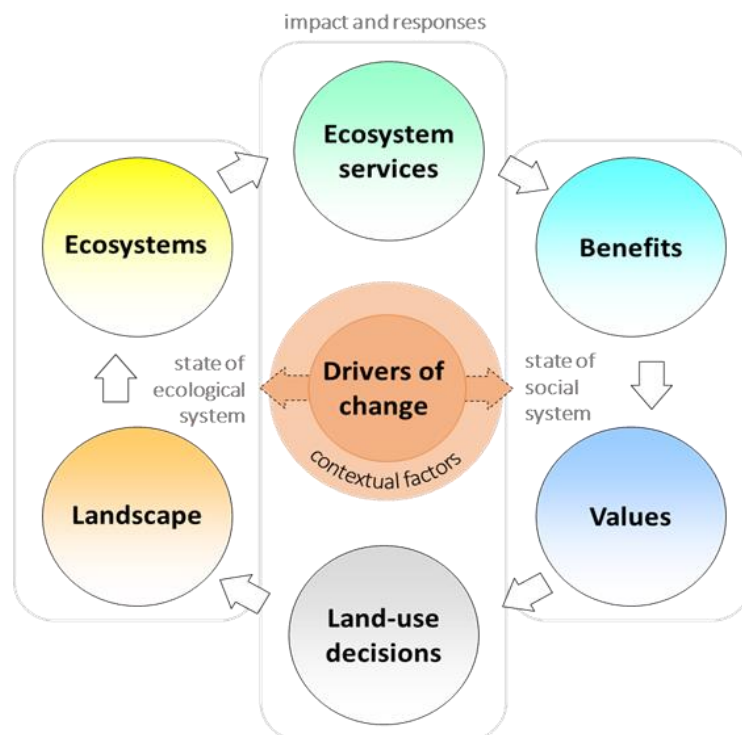 impact and responses
Ecosystem
services
Ecosystems
Benefits
state of
ecological
system
Drivers of
change
contextual factors
state of
social
system
Landscape
Values
Land-use
decisions